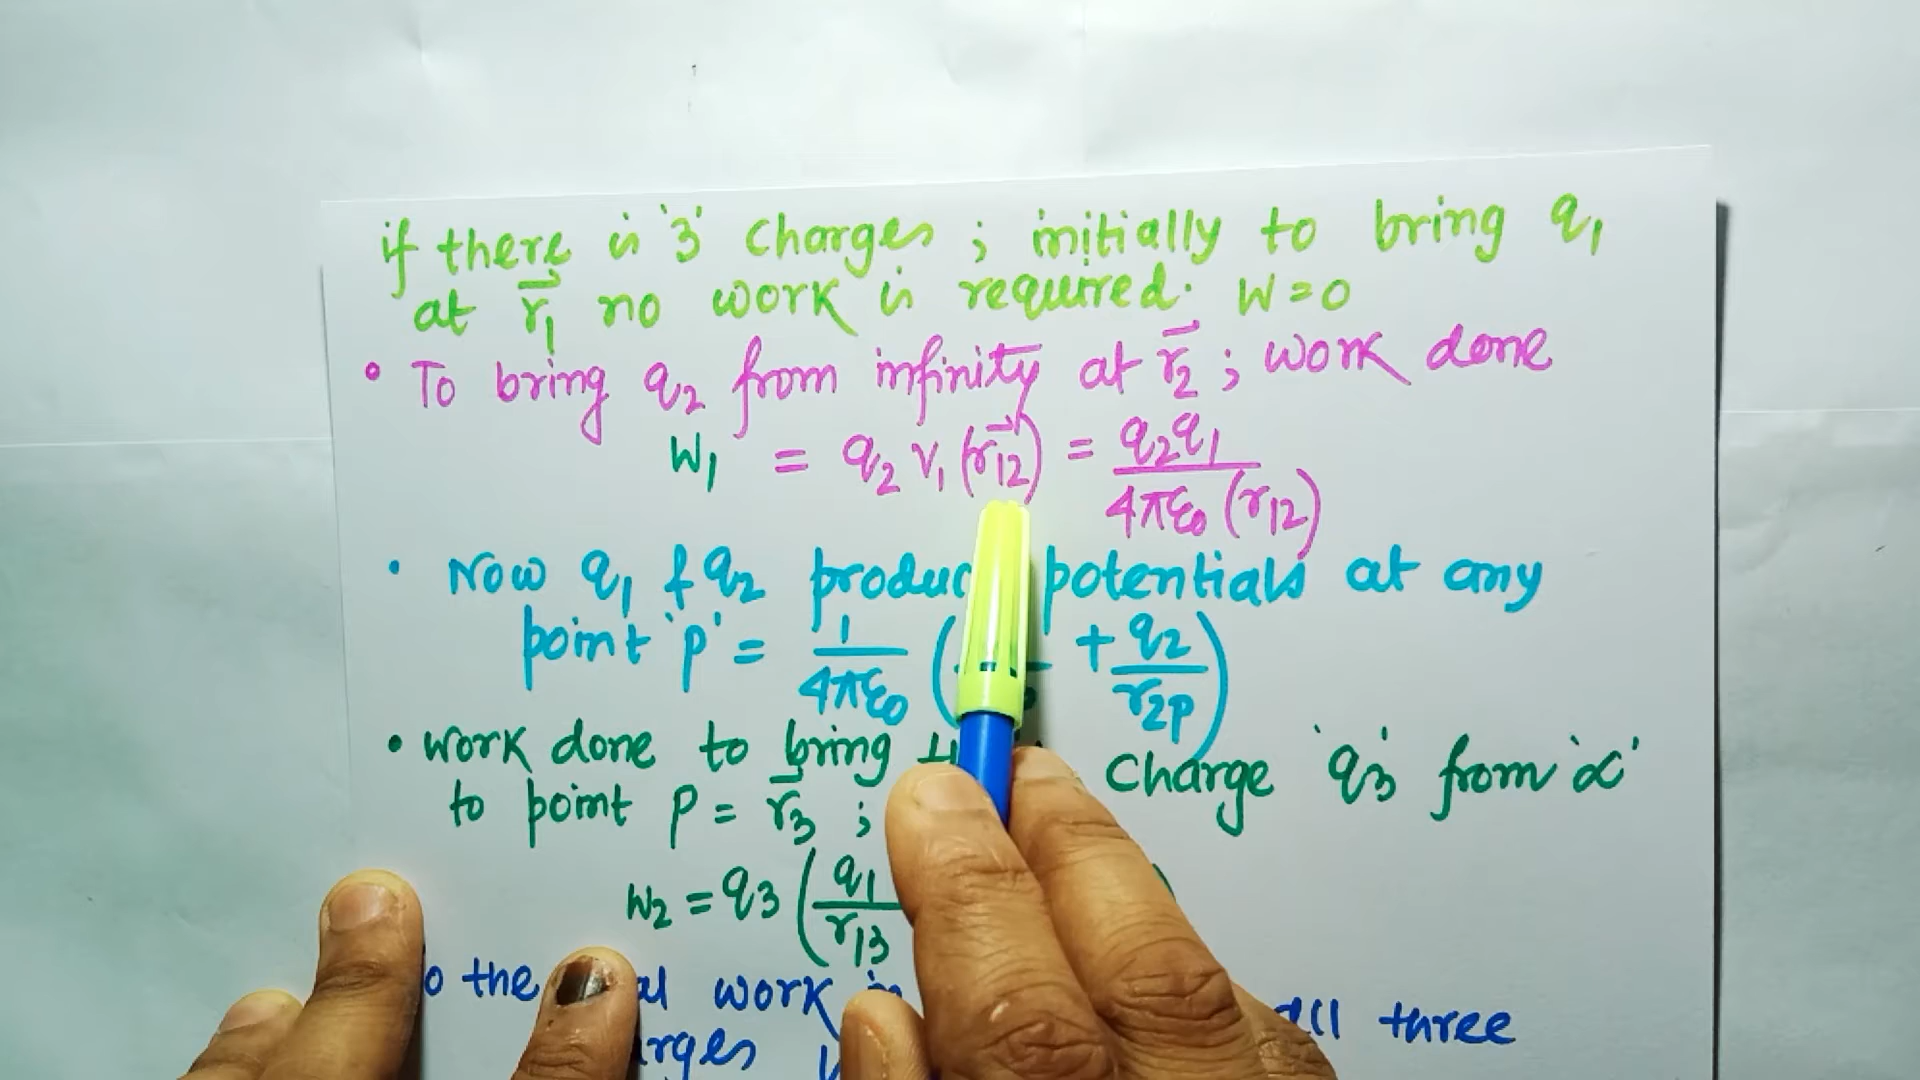 if there is '3' charges ; initially to bring q₁
at r⃗₁ no work is required. W=0
• To bring q₂ from infinity at r⃗₂ ; work done
W₁ = q₂ V₁ (r⃗₁₂) = q₂q₁ / 4πε₀ (r₁₂)
• Now q₁ & q₂ potentials at any
point 'p' = 1/4πε₀ ( + q₂/r₂p )
• work done to bring charge 'q₃' from '∝'
to point P = r⃗₃ ;
W₂ = q₃ ( q₁/r₁₃
the work all three